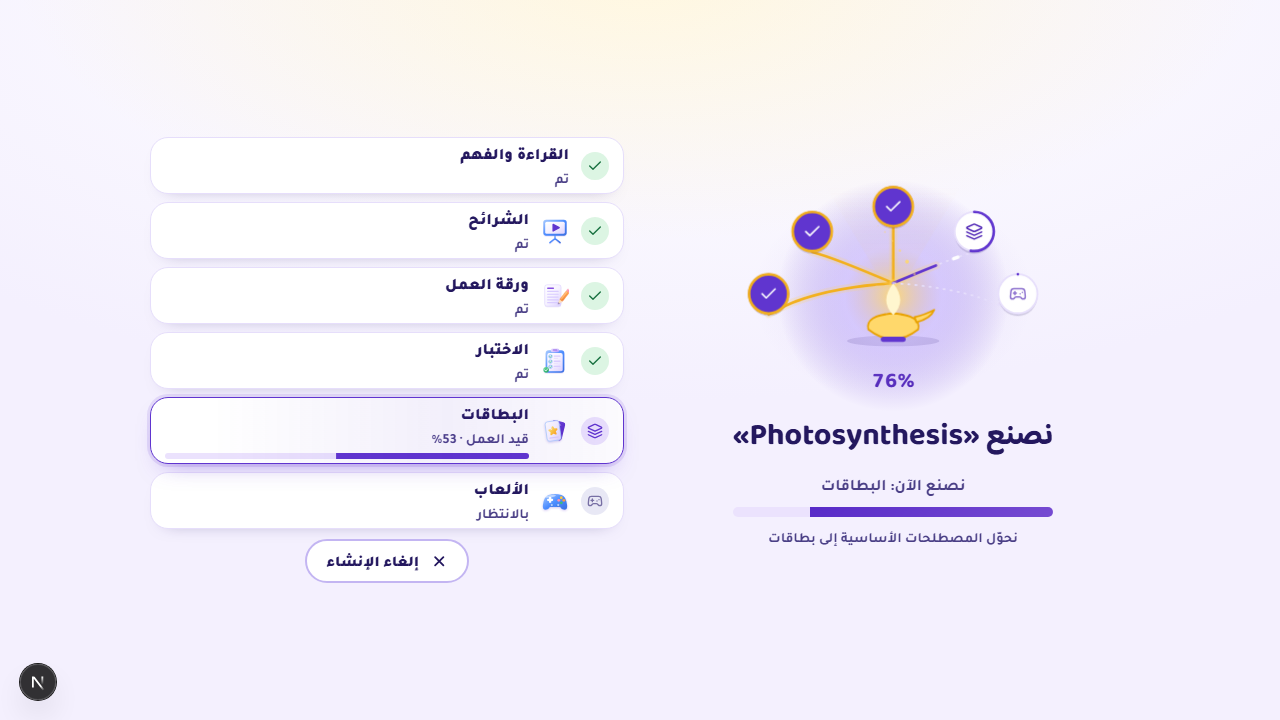 76%
نصنع «Photosynthesis»
نصنع الآن: البطاقات
نحوّل المصطلحات الأساسية إلى بطاقات
القراءة والفهم
تم
الشرائح
تم
ورقة العمل
تم
الاختبار
تم
البطاقات
قيد العمل · 53%
الألعاب
بالانتظار
إلغاء الإنشاء
N